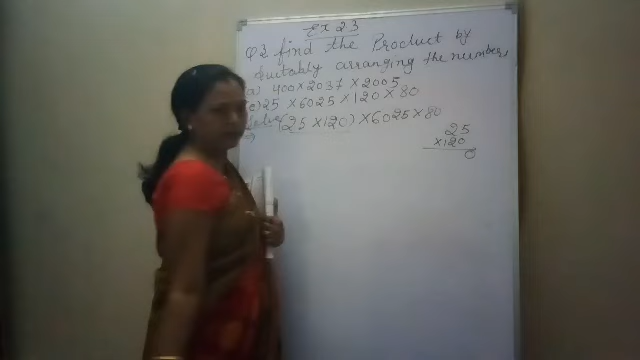 Ex 2.3
Q2 find the Product by
suitably arranging the numbers
a) 400 × 2037 × 2005
c) 25 × 6025 × 120 × 80
(25 × 120) × 6025 × 80
25
×120
0